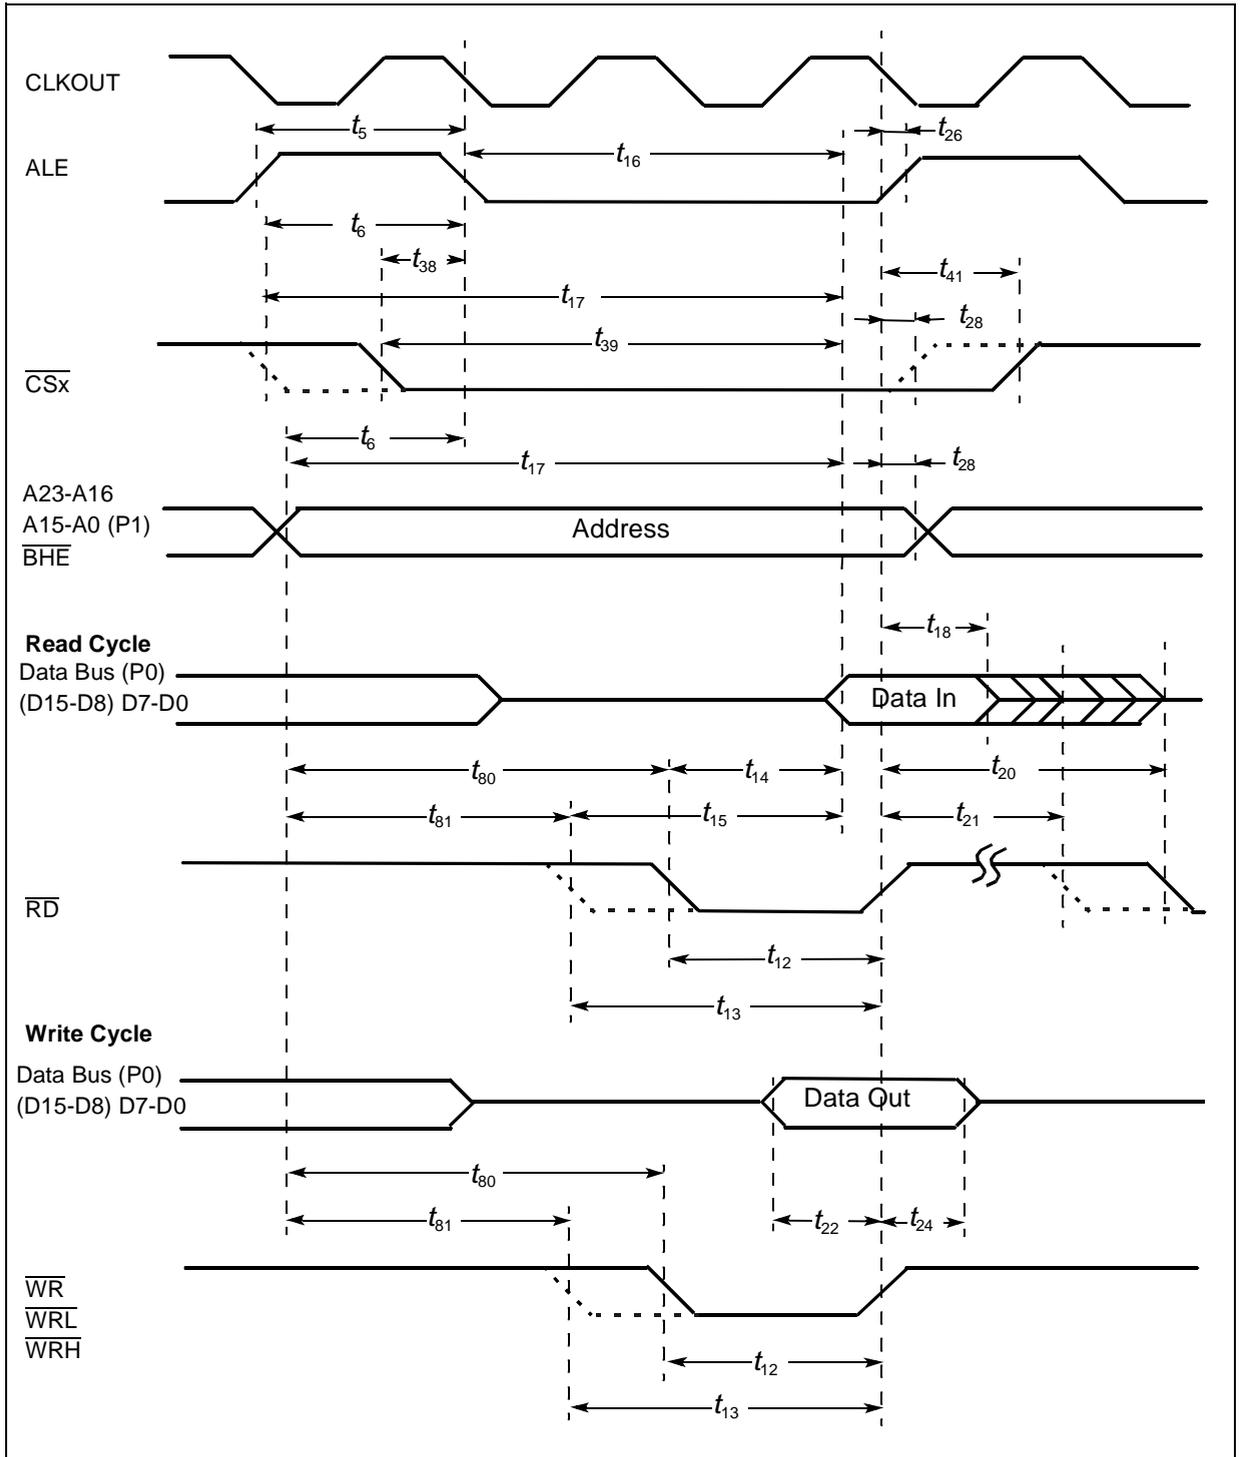 CLKOUT
t5
t26
ALE
t16
t6
t38
t41
t17
t28
t39
CSx
t6
t17
t28
A23-A16
A15-A0 (P1)
Address
BHE
t18
Read Cycle
Data Bus (P0)
(D15-D8) D7-D0
Data In
t80
t14
t20
t81
t15
t21
RD
t12
t13
Write Cycle
Data Bus (P0)
(D15-D8) D7-D0
Data Out
t80
t81
t22
t24
WR
WRL
WRH
t12
t13